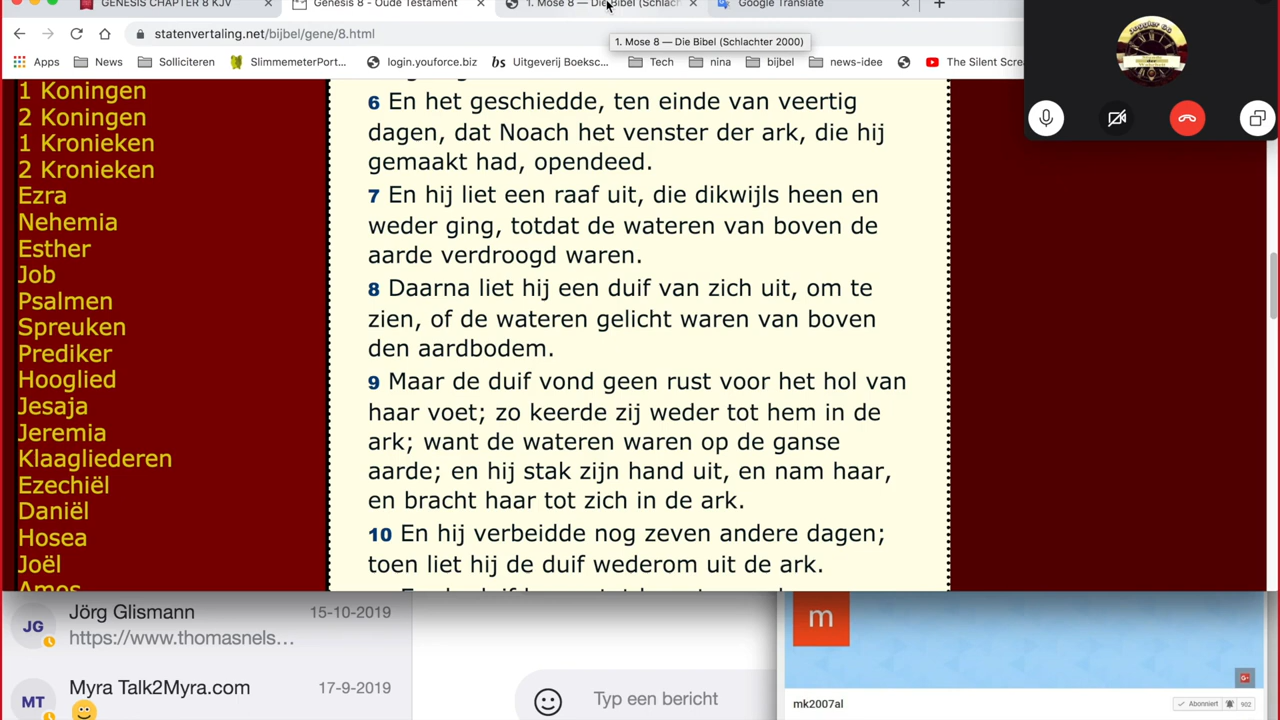 GENESIS CHAPTER 8 KJV
Genesis 8 - Oude Testament
1. Mose 8 — Die Bibel (Schlach
Google Translate
statenvertaling.net/bijbel/gene/8.html
1. Mose 8 — Die Bibel (Schlachter 2000)
Apps
News
Solliciteren
SlimmemeterPort...
login.youforce.biz
bs Uitgeverij Boeksc...
Tech
nina
bijbel
news-idee
The Silent Screa
1 Koningen
2 Koningen
1 Kronieken
2 Kronieken
Ezra
Nehemia
Esther
Job
Psalmen
Spreuken
Prediker
Hooglied
Jesaja
Jeremia
Klaagliederen
Ezechiël
Daniël
Hosea
Joël
Amos
6 En het geschiedde, ten einde van veertig
dagen, dat Noach het venster der ark, die hij
gemaakt had, opendeed.
7 En hij liet een raaf uit, die dikwijls heen en
weder ging, totdat de wateren van boven de
aarde verdroogd waren.
8 Daarna liet hij een duif van zich uit, om te
zien, of de wateren gelicht waren van boven
den aardbodem.
9 Maar de duif vond geen rust voor het hol van
haar voet; zo keerde zij weder tot hem in de
ark; want de wateren waren op de ganse
aarde; en hij stak zijn hand uit, en nam haar,
en bracht haar tot zich in de ark.
10 En hij verbeidde nog zeven andere dagen;
toen liet hij de duif wederom uit de ark.
JG
Jörg Glismann
15-10-2019
https://www.thomasnels...
MT
Myra Talk2Myra.com
17-9-2019
Typ een bericht
m
mk2007al
Abonniert
902